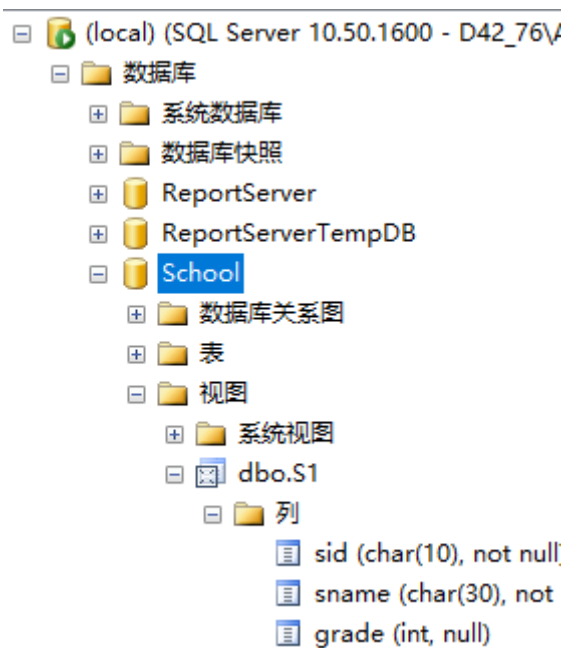 (local) (SQL Server 10.50.1600 - D42_76\A
数据库
系统数据库
数据库快照
ReportServer
ReportServerTempDB
School
数据库关系图
表
视图
系统视图
dbo.S1
列
sid (char(10), not null)
sname (char(30), not
grade (int, null)